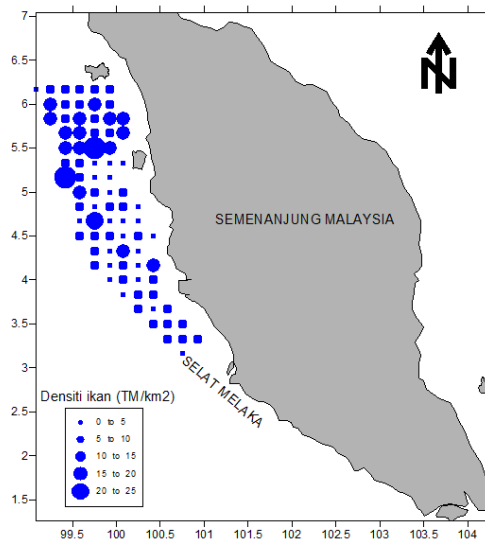 7
6.5
6
5.5
5
4.5
4
3.5
3
2.5
2
1.5
N
SEMENANJUNG MALAYSIA
SELAT MELAKA
Densiti ikan (TM/km2)
0 to 5
5 to 10
10 to 15
15 to 20
20 to 25
99.5 100 100.5 101 101.5 102 102.5 103 103.5 104